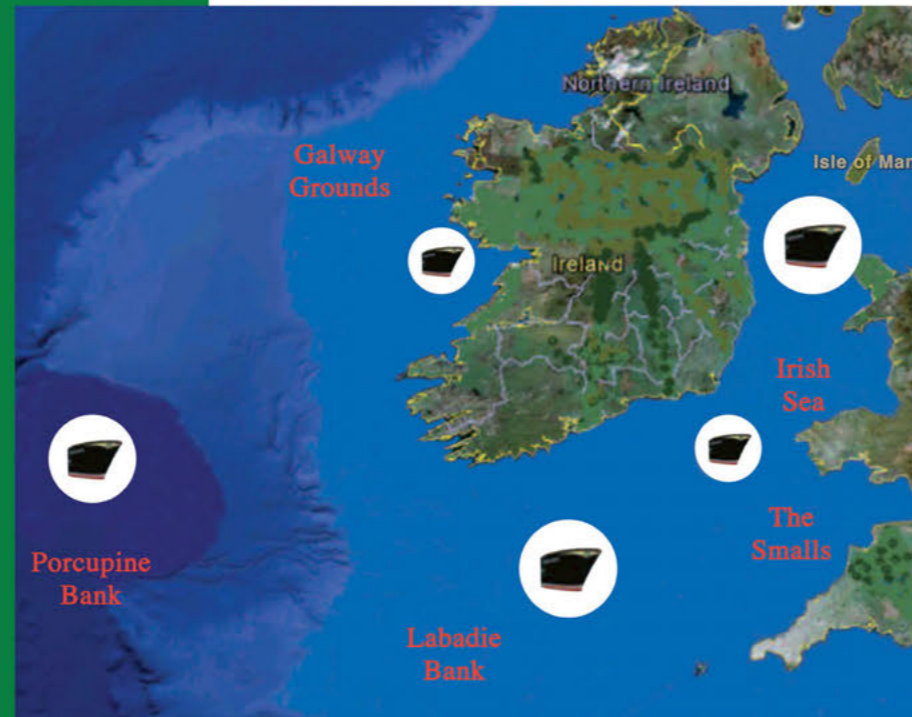 Northern Ireland
Galway
Grounds
Isle of Man
Ireland
Irish
Sea
The
Smalls
Porcupine
Bank
Labadie
Bank